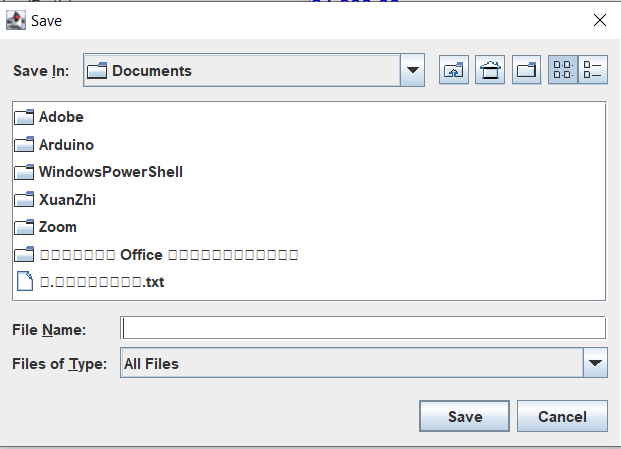 Save
Save In: Documents
Adobe
Arduino
WindowsPowerShell
XuanZhi
Zoom
□□□□□□□ Office □□□□□□□□□□□□
□.□□□□□□□□.txt
File Name:
Files of Type: All Files
Save Cancel